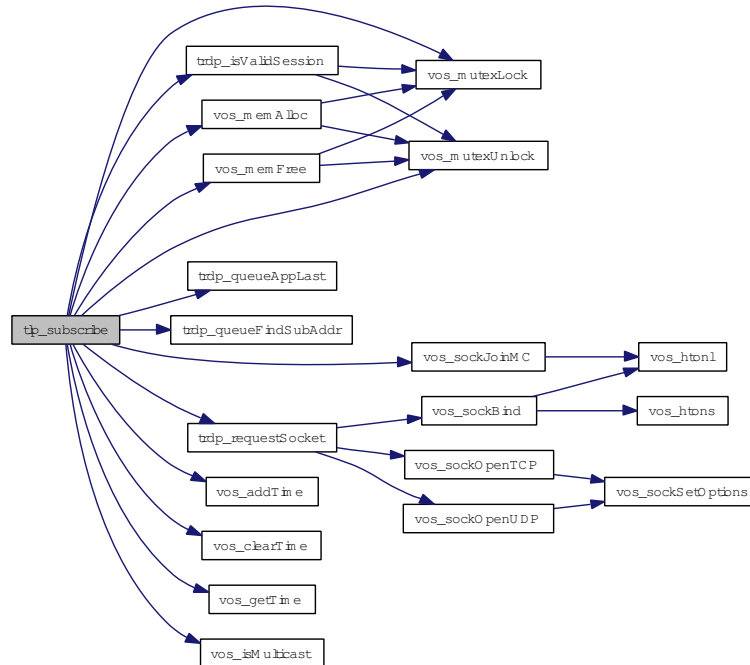 trdp_isValidSession
vos_mutexLock
vos_memAlloc
vos_mutexUnlock
vos_memFree
trdp_queueAppLast
tlp_subscribe
trdp_queueFindSubAddr
vos_sockJoinMC
vos_htonl
vos_sockBind
vos_htons
trdp_requestSocket
vos_sockOpenTCP
vos_addTime
vos_sockSetOptions
vos_sockOpenUDP
vos_clearTime
vos_getTime
vos_isMulticast